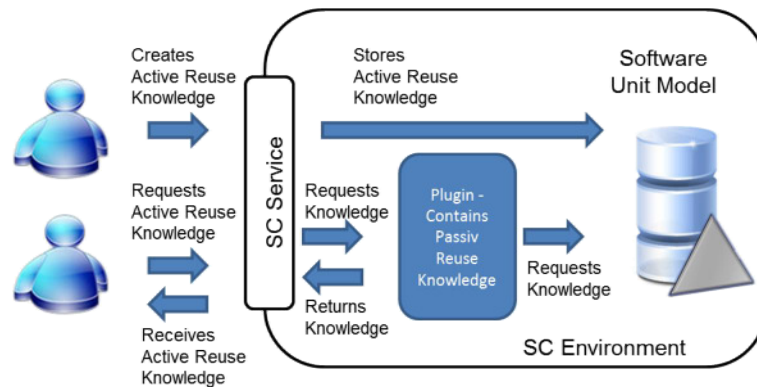 Creates
Active Reuse
Knowledge
Stores
Active Reuse
Knowledge
Software
Unit Model
SC Service
Requests
Active Reuse
Knowledge
Requests
Knowledge
Plugin -
Contains
Passiv
Reuse
Knowledge
Requests
Knowledge
Returns
Knowledge
Receives
Active Reuse
Knowledge
SC Environment